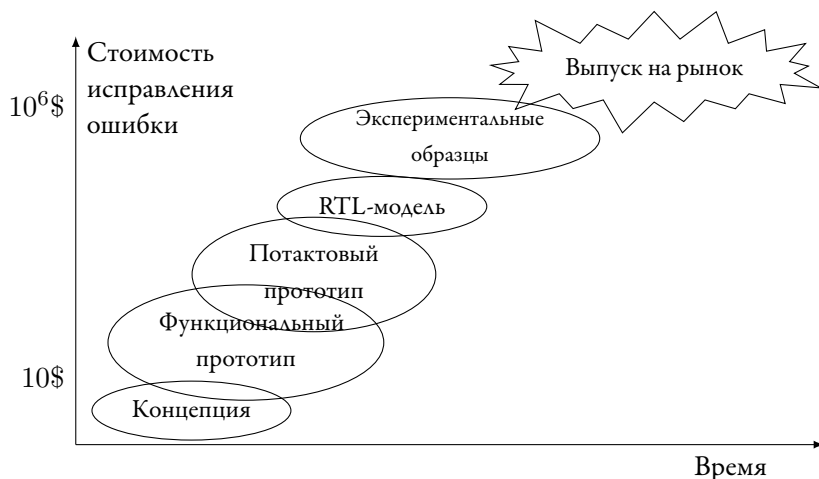 Стоимость
исправления
ошибки
10⁶$
Выпуск на рынок
Экспериментальные
образцы
RTL-модель
Потактовый
прототип
Функциональный
прототип
10$
Концепция
Время